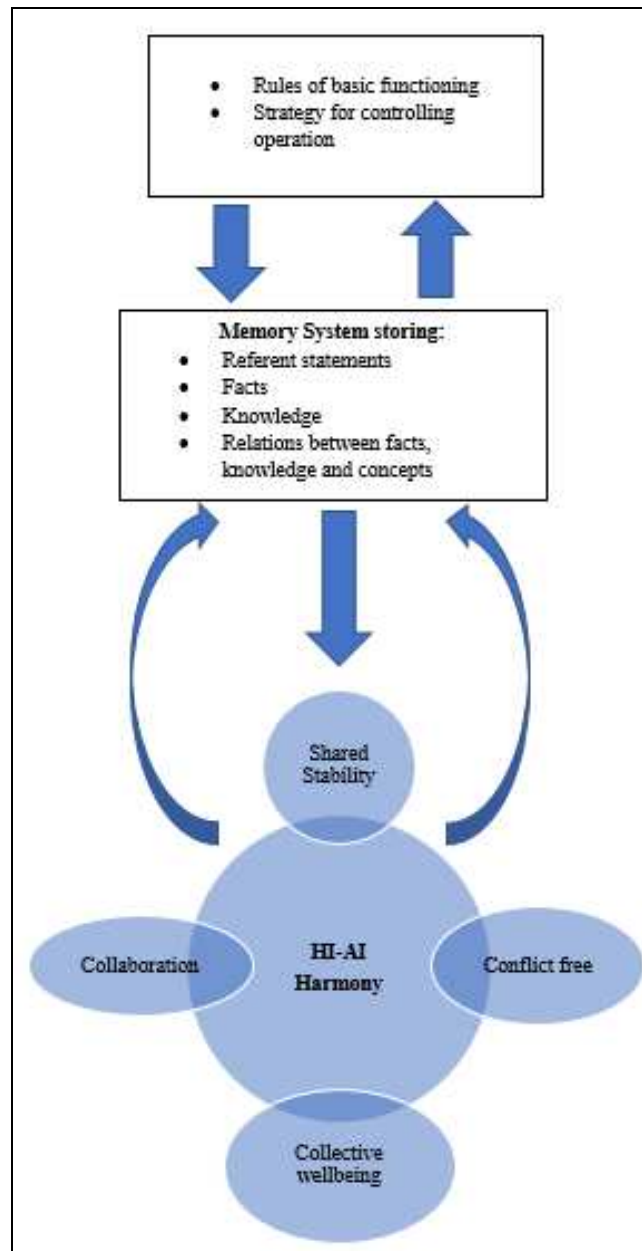 • Rules of basic functioning
• Strategy for controlling
operation
Memory System storing:
• Referent statements
• Facts
• Knowledge
• Relations between facts,
knowledge and concepts
Shared
Stability
Collaboration
HI-AI
Harmony
Conflict free
Collective
wellbeing